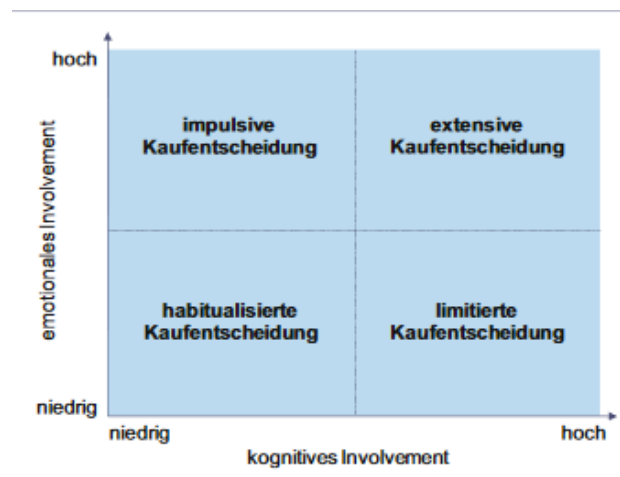 hoch
emotionales Involvement
impulsive
Kaufentscheidung
extensive
Kaufentscheidung
habitualisierte
Kaufentscheidung
limitierte
Kaufentscheidung
niedrig
niedrig
hoch
kognitives Involvement